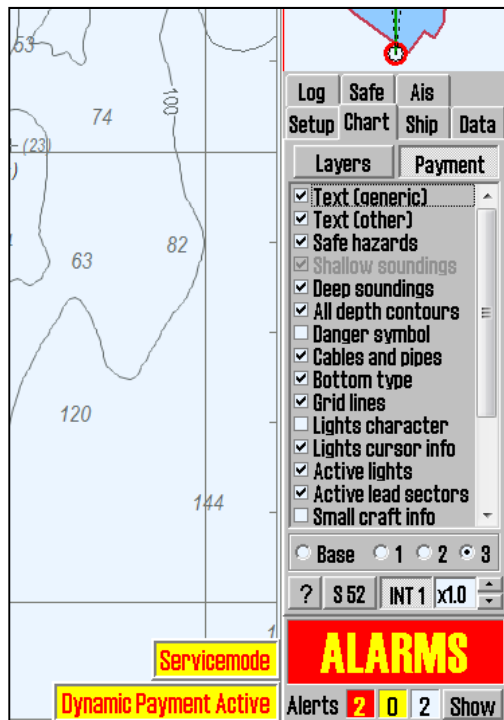 53
74
100
(23)
)
82
63
120
144
1
Log Safe Ais
Setup Chart Ship Data
Layers Payment
Text (generic)
Text (other)
Safe hazards
Shallow soundings
Deep soundings
All depth contours
Danger symbol
Cables and pipes
Bottom type
Grid lines
Lights character
Lights cursor info
Active lights
Active lead sectors
Small craft info
Base 1 2 3
? S 52 INT 1 x1.0
Servicemode
ALARMS
Dynamic Payment Active
Alerts 2 0 2 Show